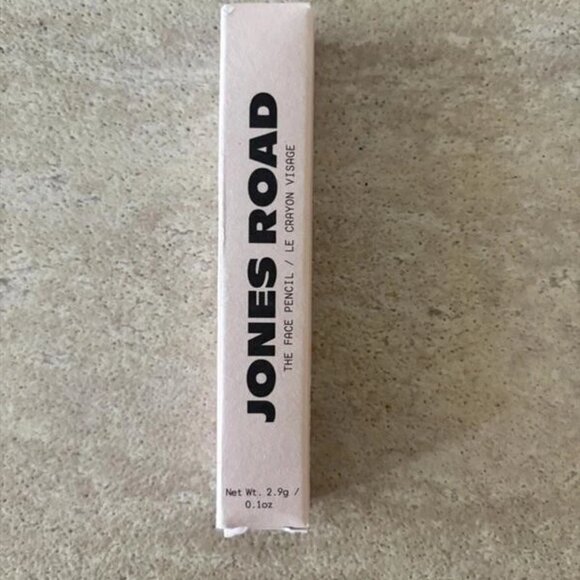 JONES ROAD
THE FACE PENCIL / LE CRAYON VISAGE
Net Wt. 2.9g /
0.1oz